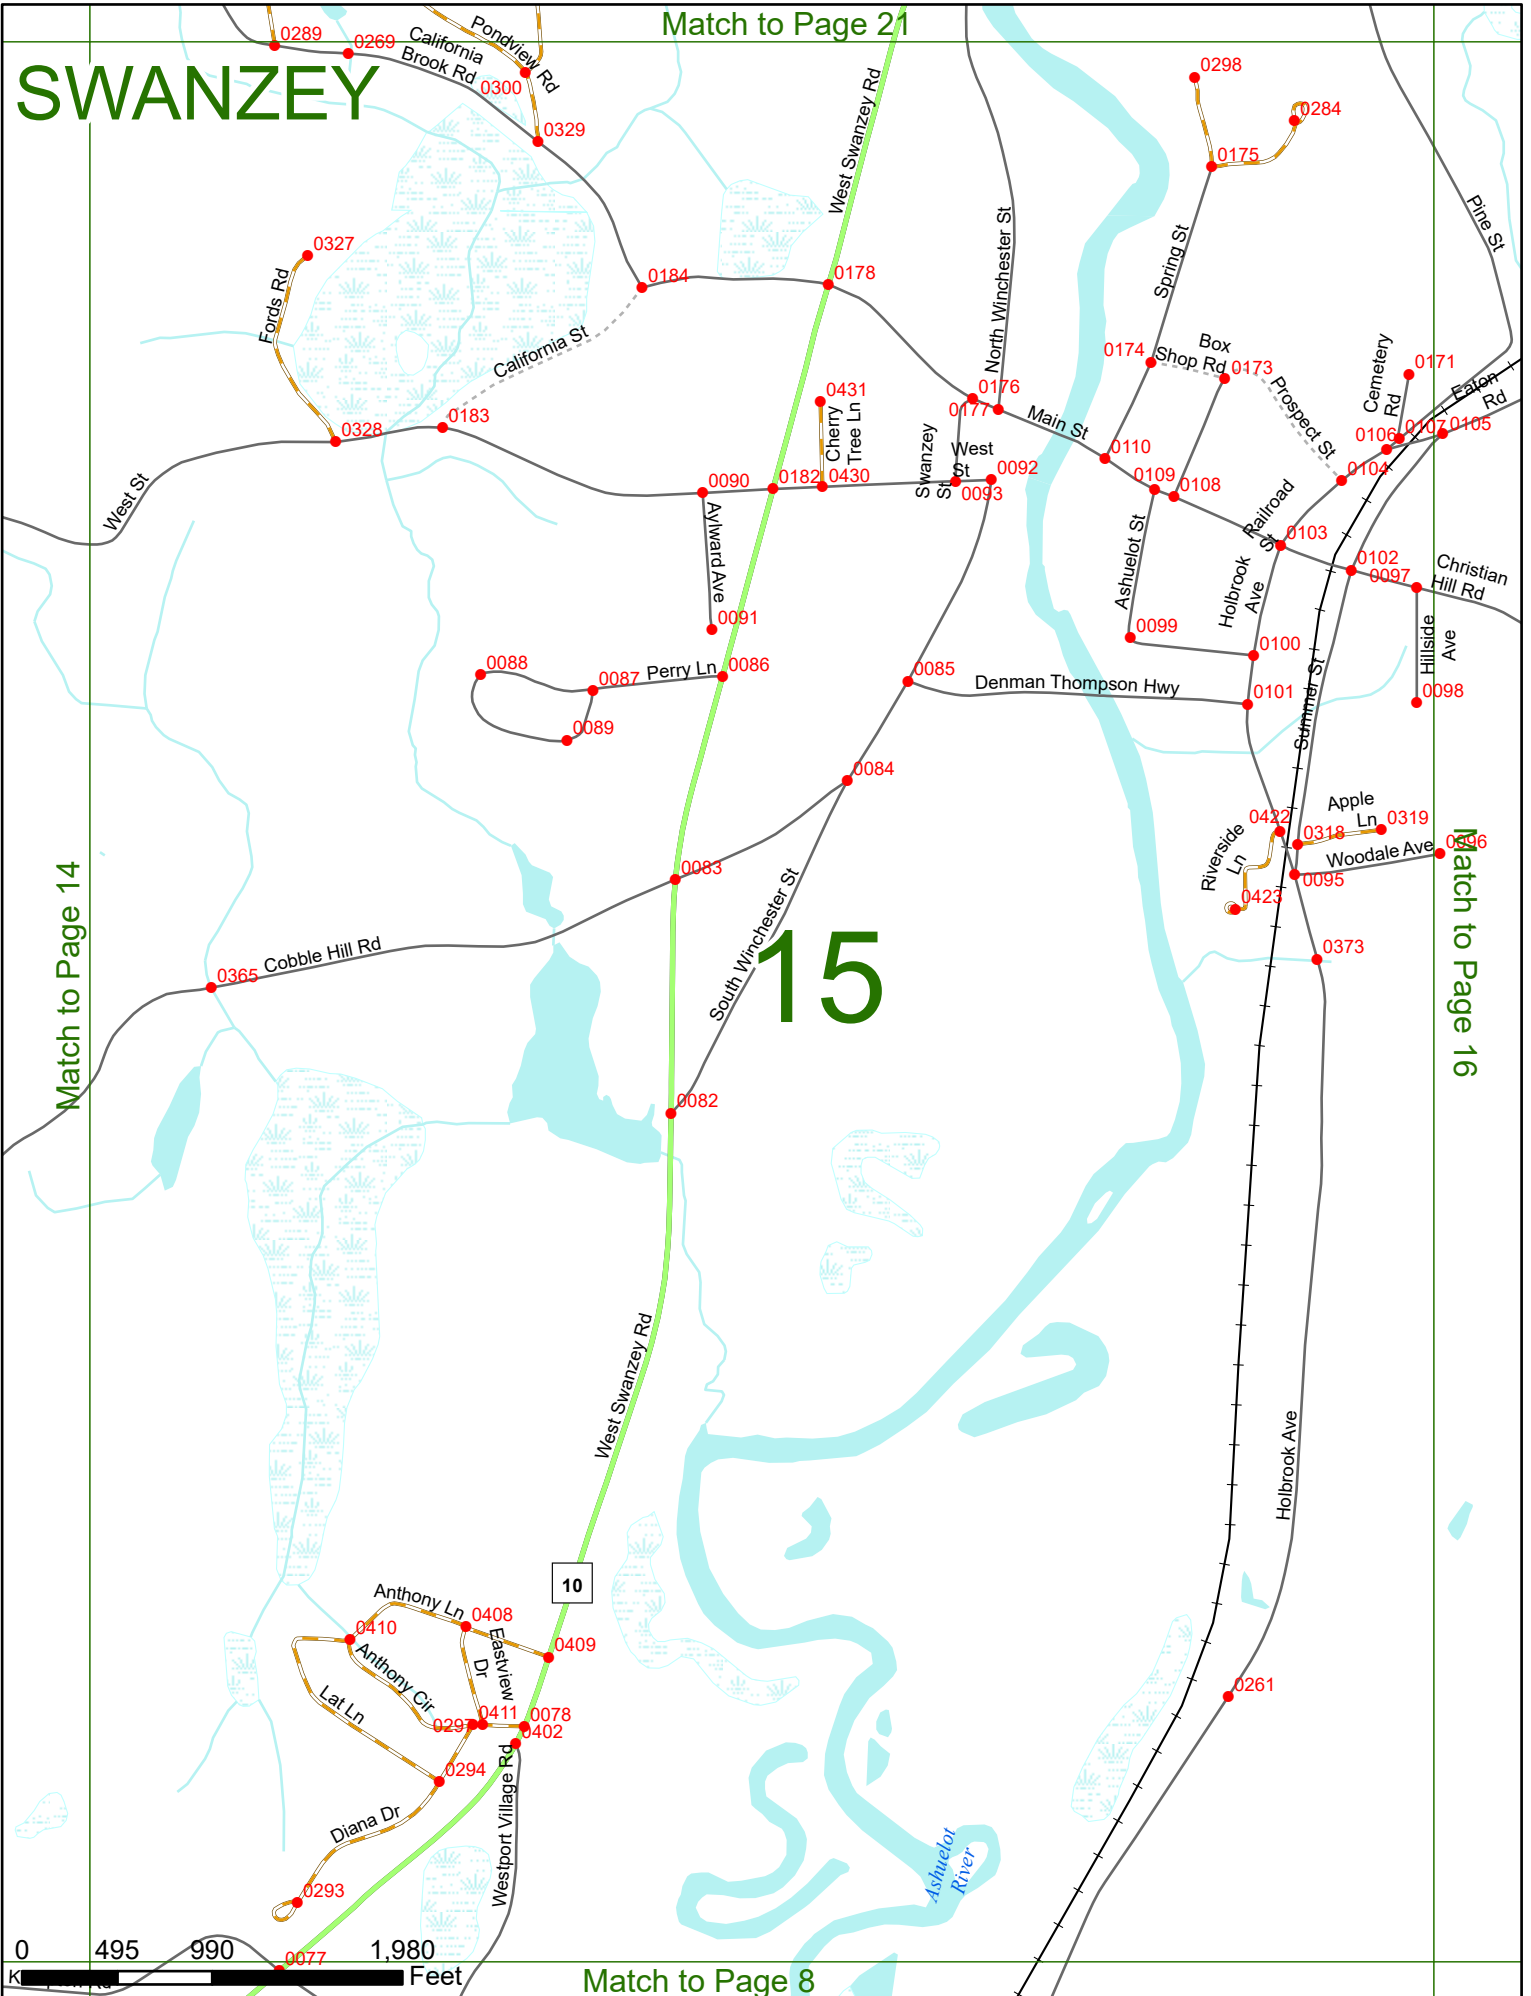 Match to Page 21
SWANZEY
0289
0269
California
Brook Rd
Pondview Rd
0300
0329
West Swanzey Rd
0298
0284
0175
Pine St
0327
Fords Rd
0184
0178
North Winchester St
Spring St
California St
0174
Box
Shop Rd
0173
Prospect St
Cemetery
Rd
0171
Eaton
Rd
0431
Cherry
Tree Ln
0176
0177
Main St
0183
0328
0110
0106
0107
0105
0104
West St
0090
0182
0430
Swanzey
St
West
St
0092
0093
0109
0108
Railroad
St
0103
0102
0097
Christian
Hill Rd
Aylward Ave
0091
Ashuelot St
0099
Holbrook
Ave
0100
Hillside
Ave
0098
0088
0087
Perry Ln
0086
0085
Denman Thompson Hwy
0101
Summer St
0089
0084
0422
0318
Apple
Ln
0319
Riverside
Ln
Woodale Ave
0096
0095
0423
0083
South Winchester St
15
0373
Match to Page 14
Match to Page 16
0365
Cobble Hill Rd
0082
West Swanzey Rd
Holbrook Ave
10
Anthony Ln
0408
0410
0409
Eastview
Dr
Anthony Cir
Lat Ln
0297
0411
0078
0402
0261
0294
Westport Village Rd
Diana Dr
Ashuelot
River
0293
0077
0
495
990
1,980
Feet
Match to Page 8